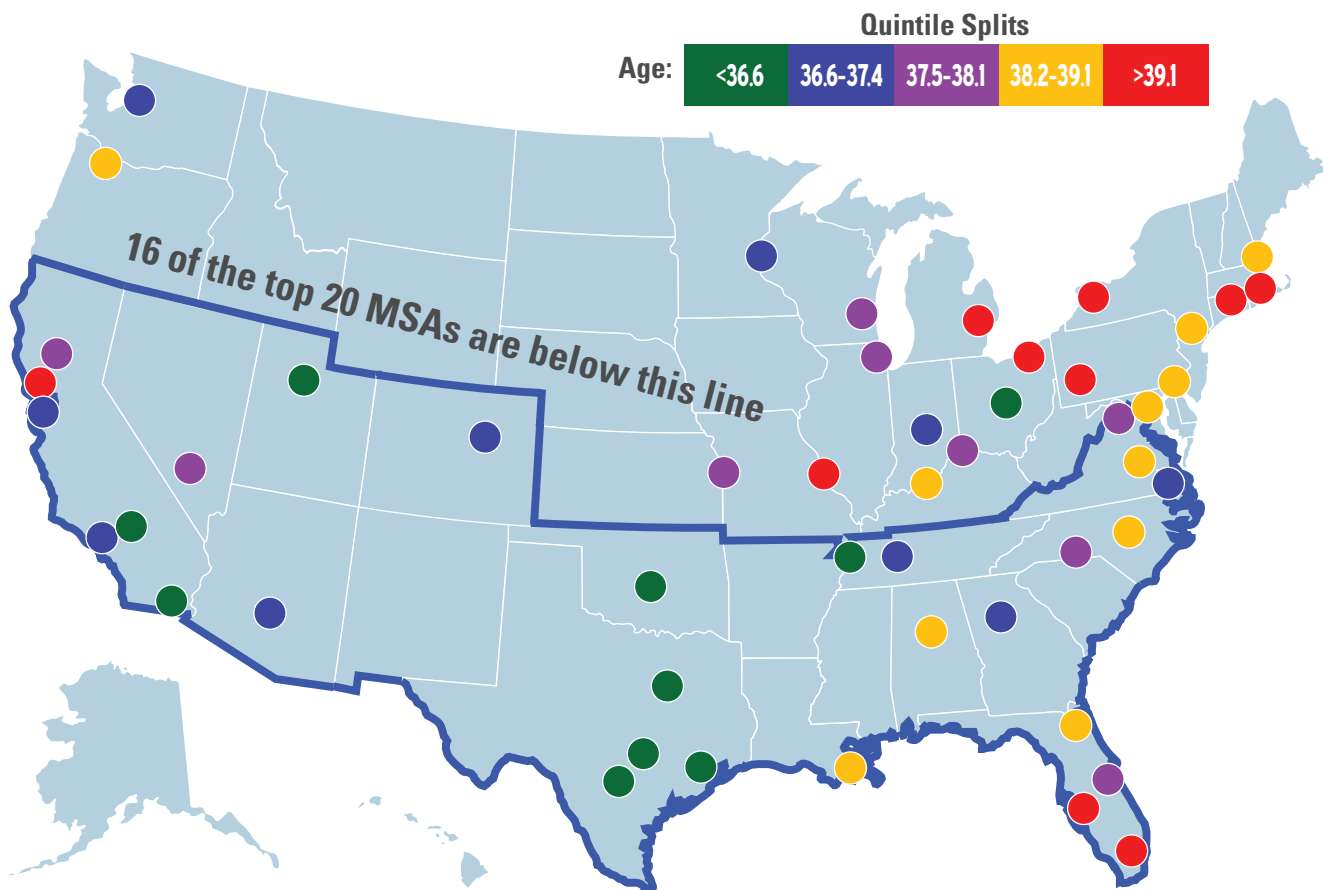 Quintile Splits
Age: <36.6 36.6-37.4 37.5-38.1 38.2-39.1 >39.1
16 of the top 20 MSAs are below this line